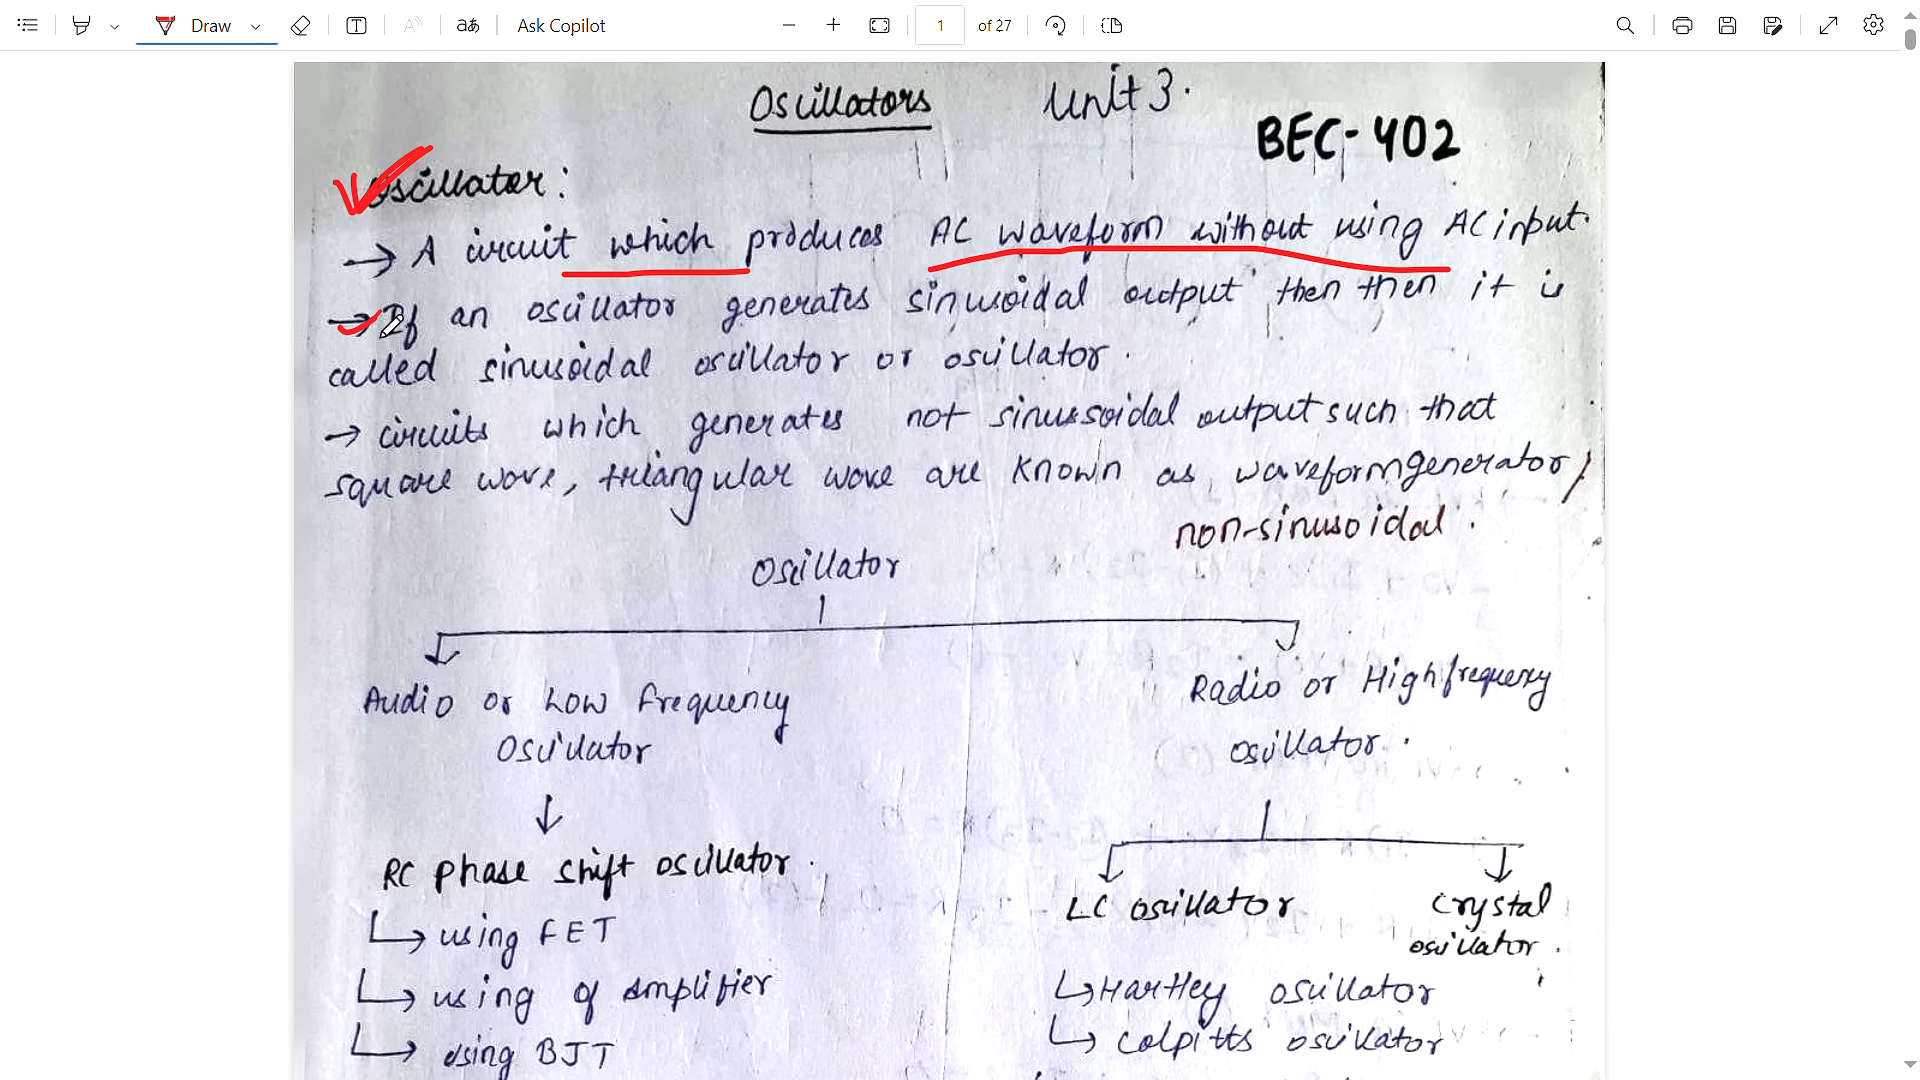 Draw
Ask Copilot
1 of 27
Oscillators Unit 3.
BEC-402
Oscillator:
→ A circuit which produces AC waveform without using AC input.
→ If an oscillator generates sinusoidal output then then it is
called sinusoidal oscillator or oscillator.
→ circuits which generates not sinussoidal output such that
square wave, triangular wave are known as waveform generator/
non-sinusoidal.
Oscillator
Audio or Low frequency
Oscillator
Radio or High frequency
oscillator.
↓
RC phase shift oscillator.
↳ using FET
↳ using op amplifier
↳ using BJT
LC oscillator
Crystal
oscillator.
↳ Hartley oscillator
↳ colpitts oscillator